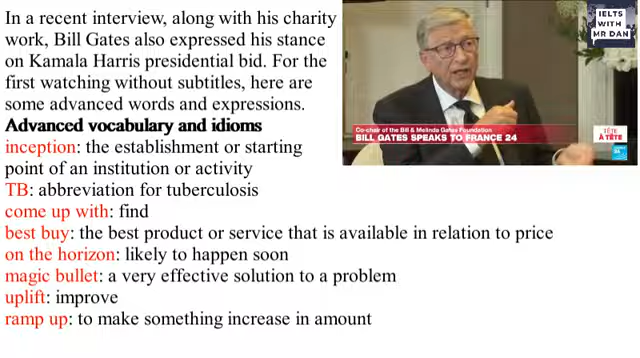 In a recent interview, along with his charity
work, Bill Gates also expressed his stance
on Kamala Harris presidential bid. For the
first watching without subtitles, here are
some advanced words and expressions.
Advanced vocabulary and idioms
inception: the establishment or starting
point of an institution or activity
TB: abbreviation for tuberculosis
come up with: find
best buy: the best product or service that is available in relation to price
on the horizon: likely to happen soon
magic bullet: a very effective solution to a problem
uplift: improve
ramp up: to make something increase in amount
IELTS
WITH
MR DAN
Co-chair of the Bill & Melinda Gates Foundation
BILL GATES SPEAKS TO FRANCE 24
TÊTE
À TÊTE